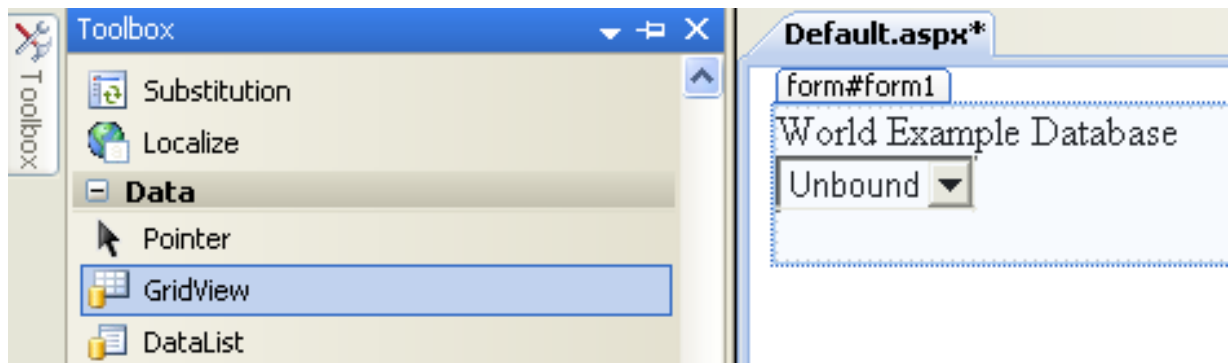 Toolbox
Toolbox
Substitution
Localize
Data
Pointer
GridView
DataList
Default.aspx*
form#form1
World Example Database
Unbound